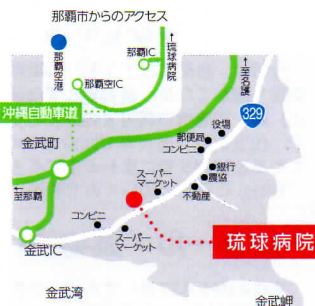 那覇市からのアクセス
那覇IC
→琉球病院
那覇空港
那覇空IC
沖縄自動車道
→至名護
329
役場
郵便局
コンビニ
金武町
銀行
農協
不動産
スーパー
マーケット
←
至那覇
コンビニ
スーパー
マーケット
琉球病院
金武IC
金武湾
金武岬